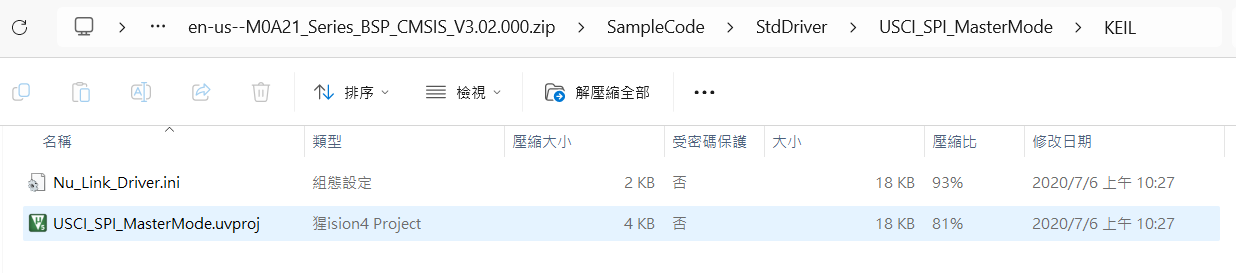 ... en-us--M0A21_Series_BSP_CMSIS_V3.02.000.zip > SampleCode > StdDriver > USCI_SPI_MasterMode > KEIL
排序 檢視 解壓縮全部 ...
名稱 類型 壓縮大小 受密碼保護 大小 壓縮比 修改日期
Nu_Link_Driver.ini 組態設定 2 KB 否 18 KB 93% 2020/7/6 上午 10:27
USCI_SPI_MasterMode.uvproj 猩ision4 Project 4 KB 否 18 KB 81% 2020/7/6 上午 10:27